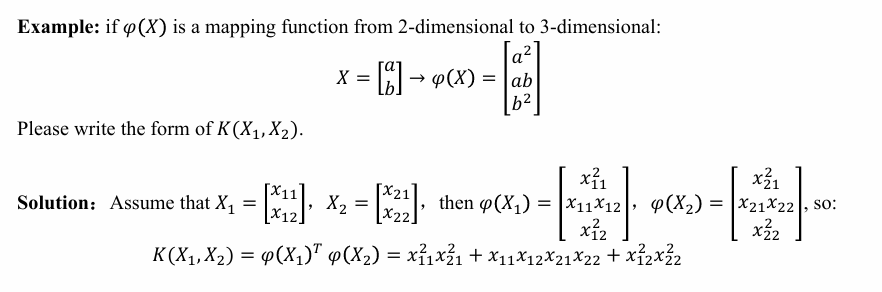 Example: if φ(X) is a mapping function from 2-dimensional to 3-dimensional:
X = [a b] → φ(X) = [a² ab b²]
Please write the form of K(X₁, X₂).
Solution： Assume that X₁ = [x₁₁ x₁₂], X₂ = [x₂₁ x₂₂], then φ(X₁) = [x₁₁² x₁₁x₁₂ x₁₂²], φ(X₂) = [x₂₁² x₂₁x₂₂ x₂₂²], so:
K(X₁, X₂) = φ(X₁)ᵀ φ(X₂) = x₁₁²x₂₁² + x₁₁x₁₂x₂₁x₂₂ + x₁₂²x₂₂²